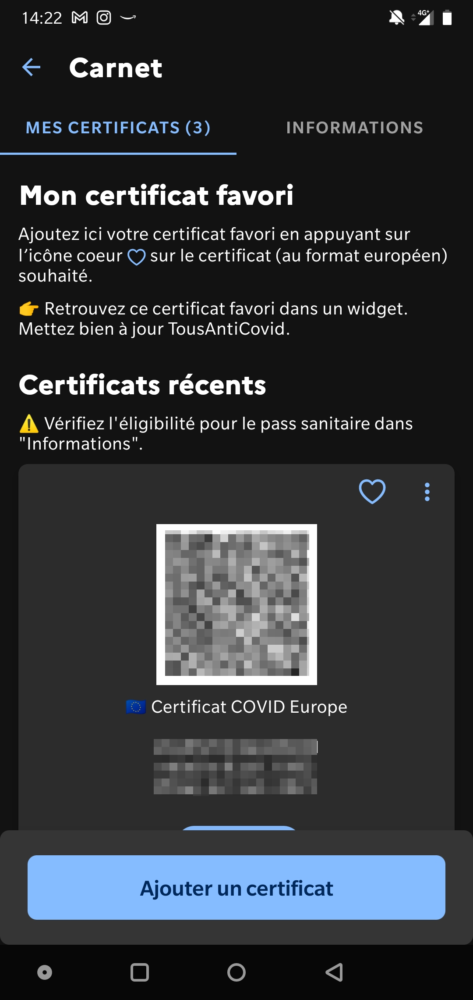 14:22
4G+
Carnet
MES CERTIFICATS (3)
INFORMATIONS
Mon certificat favori
Ajoutez ici votre certificat favori en appuyant sur
l’icône coeur sur le certificat (au format européen)
souhaité.
👉 Retrouvez ce certificat favori dans un widget.
Mettez bien à jour TousAntiCovid.
Certificats récents
⚠️ Vérifiez l'éligibilité pour le pass sanitaire dans
"Informations".
🇪🇺 Certificat COVID Europe
Ajouter un certificat